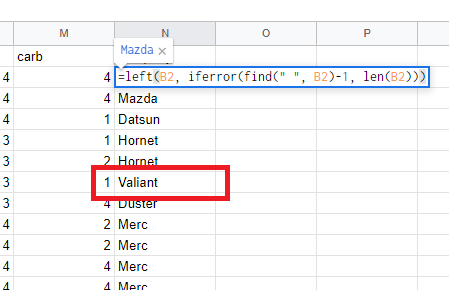 M N O P
Mazda ×
carb
4 4 =left(B2, iferror(find(" ", B2)-1, len(B2)))
4 4 Mazda
4 1 Datsun
3 1 Hornet
3 2 Hornet
3 1 Valiant
3 4 Duster
4 2 Merc
4 2 Merc
4 4 Merc
4 4 Merc